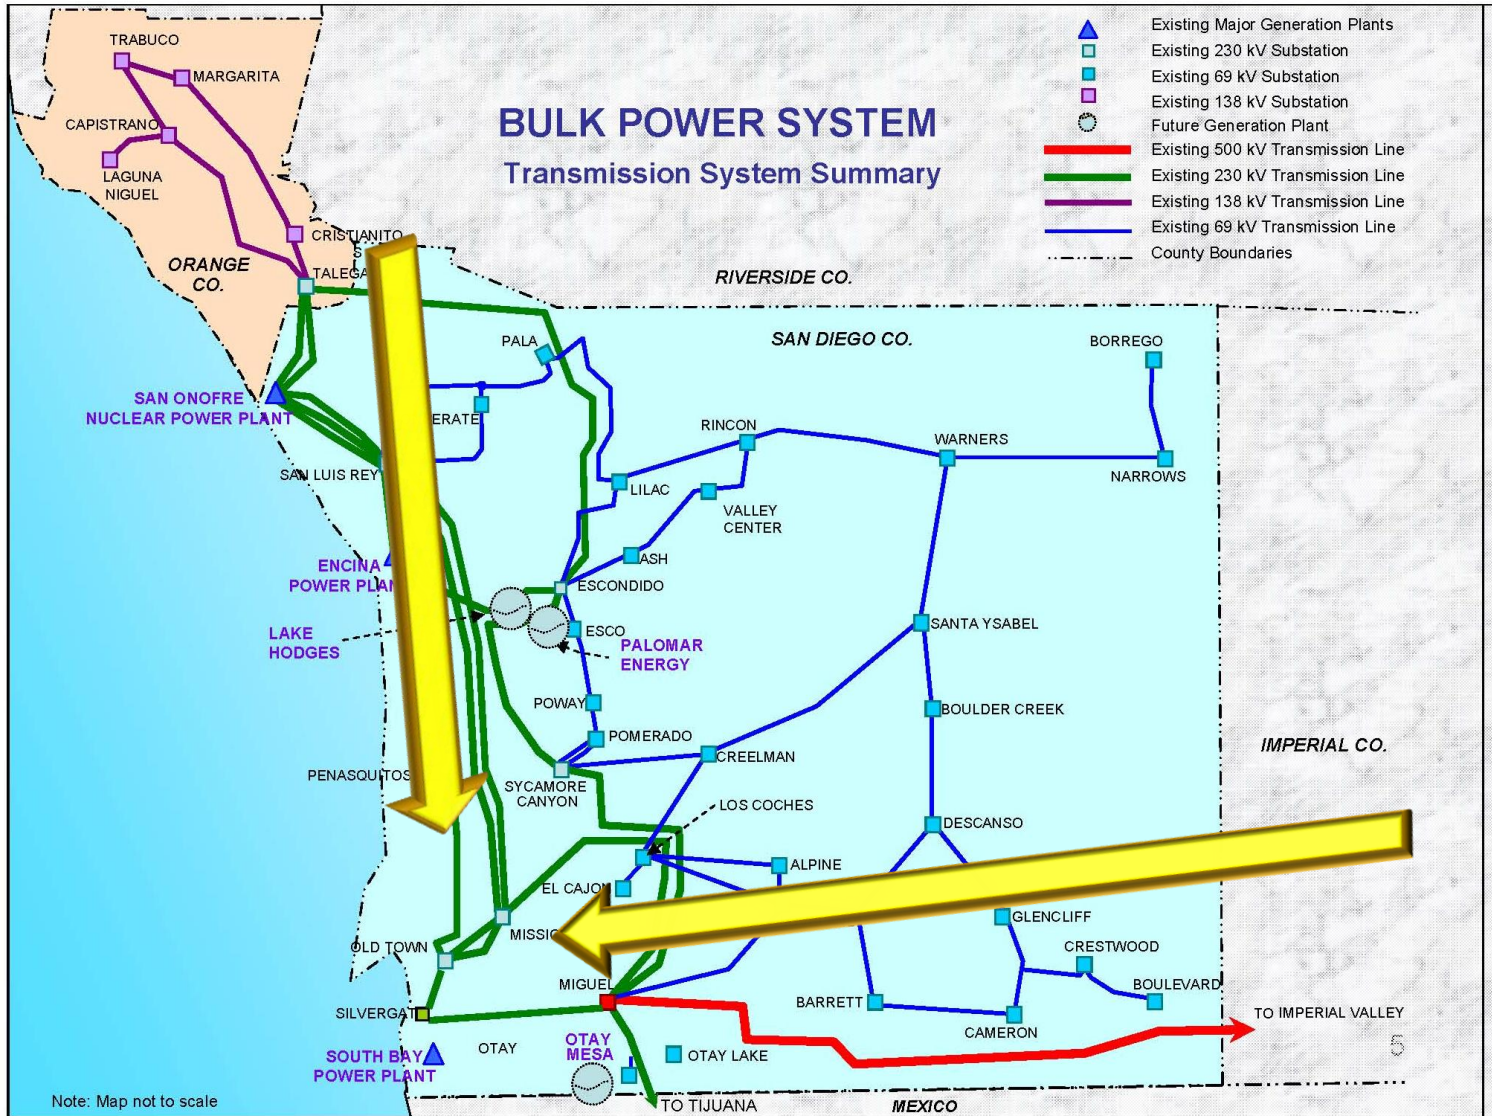 TRABUCO
MARGARITA
CAPISTRANO
LAGUNA
NIGUEL
CRISTIANITO
ORANGE
CO.
BULK POWER SYSTEM
Transmission System Summary
Existing Major Generation Plants
Existing 230 kV Substation
Existing 69 kV Substation
Existing 138 kV Substation
Future Generation Plant
Existing 500 kV Transmission Line
Existing 230 kV Transmission Line
Existing 138 kV Transmission Line
Existing 69 kV Transmission Line
County Boundaries
RIVERSIDE CO.
SAN DIEGO CO.
PALA
BORREGO
SAN ONOFRE
NUCLEAR POWER PLANT
ERATE
RINCON
WARNERS
SAN LUIS REY
LILAC
NARROWS
VALLEY
CENTER
ASH
ENCINA
POWER PLAN
ESCONDIDO
LAKE
HODGES
ESCO
PALOMAR
ENERGY
SANTA YSABEL
POWAY
POMERADO
BOULDER CREEK
CREELMAN
IMPERIAL CO.
PENASQUITOS
SYCAMORE
CANYON
LOS COCHES
DESCANSO
ALPINE
EL CAJON
MISSIO
GLENCLIFF
OLD TOWN
CRESTWOOD
MIGUEL
BARRETT
BOULEVARD
SILVERGAT
CAMERON
TO IMPERIAL VALLEY
OTAY
OTAY
MESA
OTAY LAKE
SOUTH BAY
POWER PLANT
5
Note: Map not to scale
TO TIJUANA
MEXICO